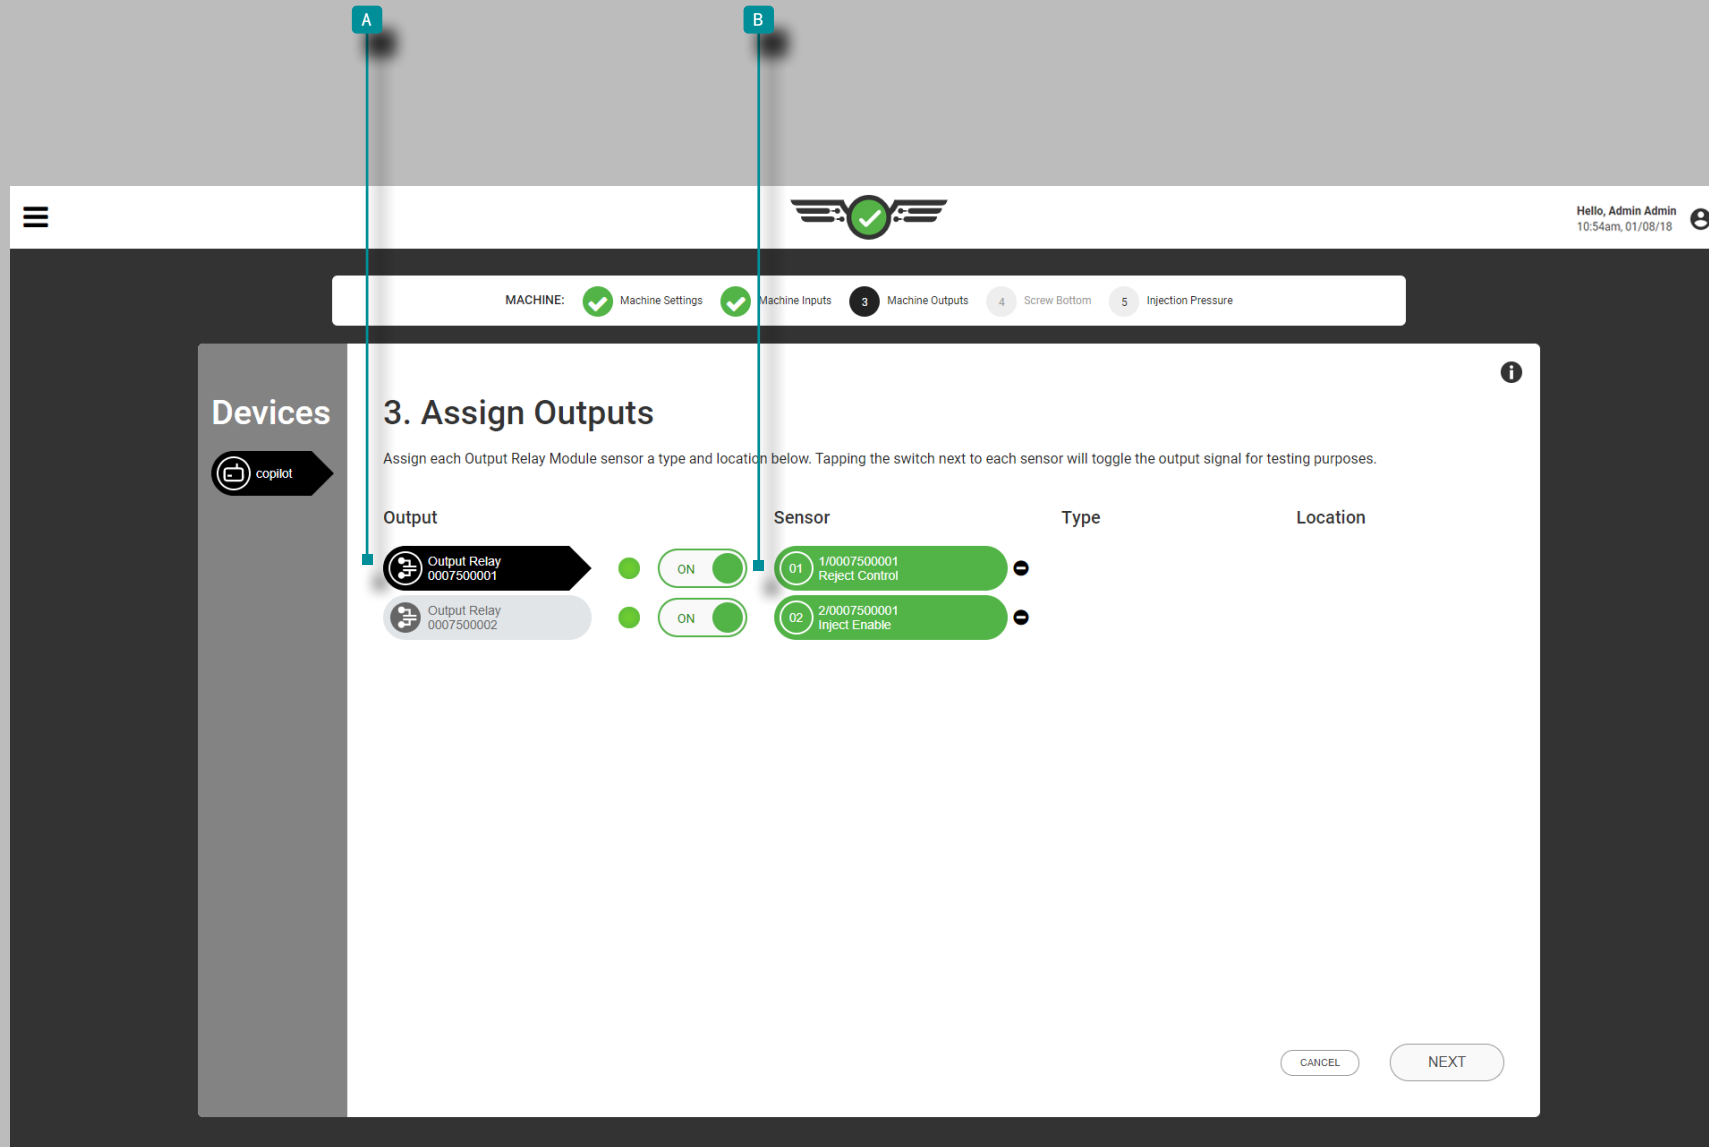 A
B
Hello, Admin Admin
10:54am, 01/08/18
MACHINE: Machine Settings Machine Inputs 3 Machine Outputs 4 Screw Bottom 5 Injection Pressure
Devices
copilot
3. Assign Outputs
Assign each Output Relay Module sensor a type and location below. Tapping the switch next to each sensor will toggle the output signal for testing purposes.
Output Sensor Type Location
Output Relay
0007500001
ON
01
1/0007500001
Reject Control
Output Relay
0007500002
ON
02
2/0007500001
Inject Enable
CANCEL NEXT